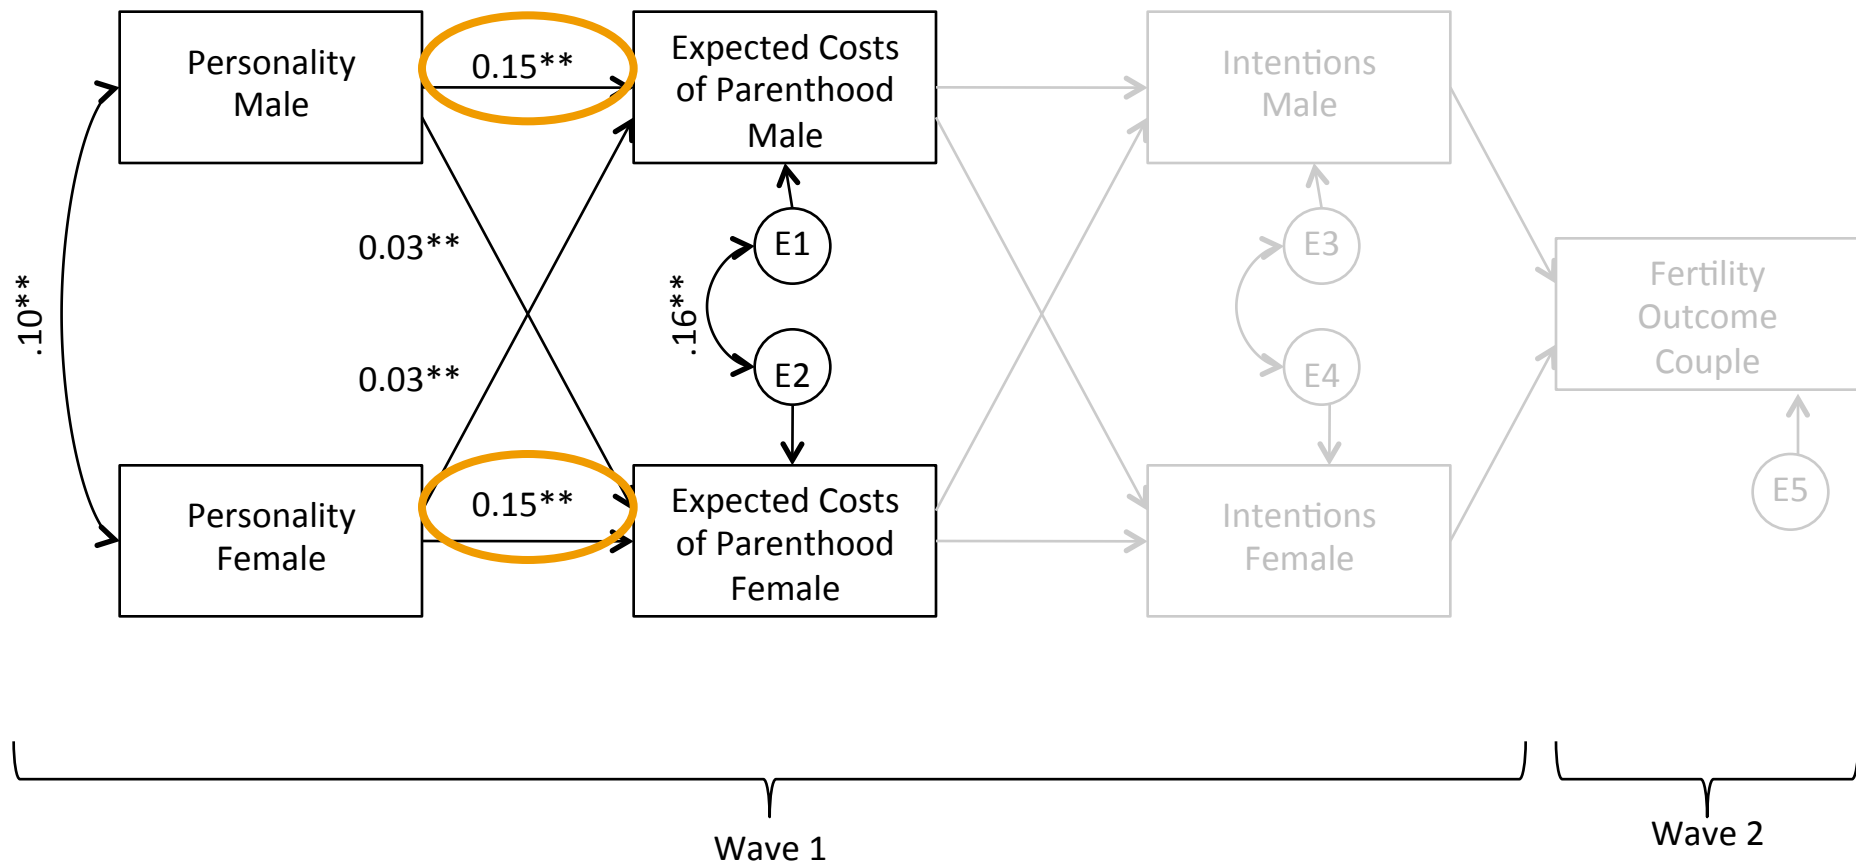 Personality
Male
0.15**
Expected Costs
of Parenthood
Male
Intentions
Male
0.03**
E1
E3
.10**
.16**
Fertility
Outcome
Couple
0.03**
E2
E4
Personality
Female
0.15**
Expected Costs
of Parenthood
Female
Intentions
Female
E5
Wave 1
Wave 2